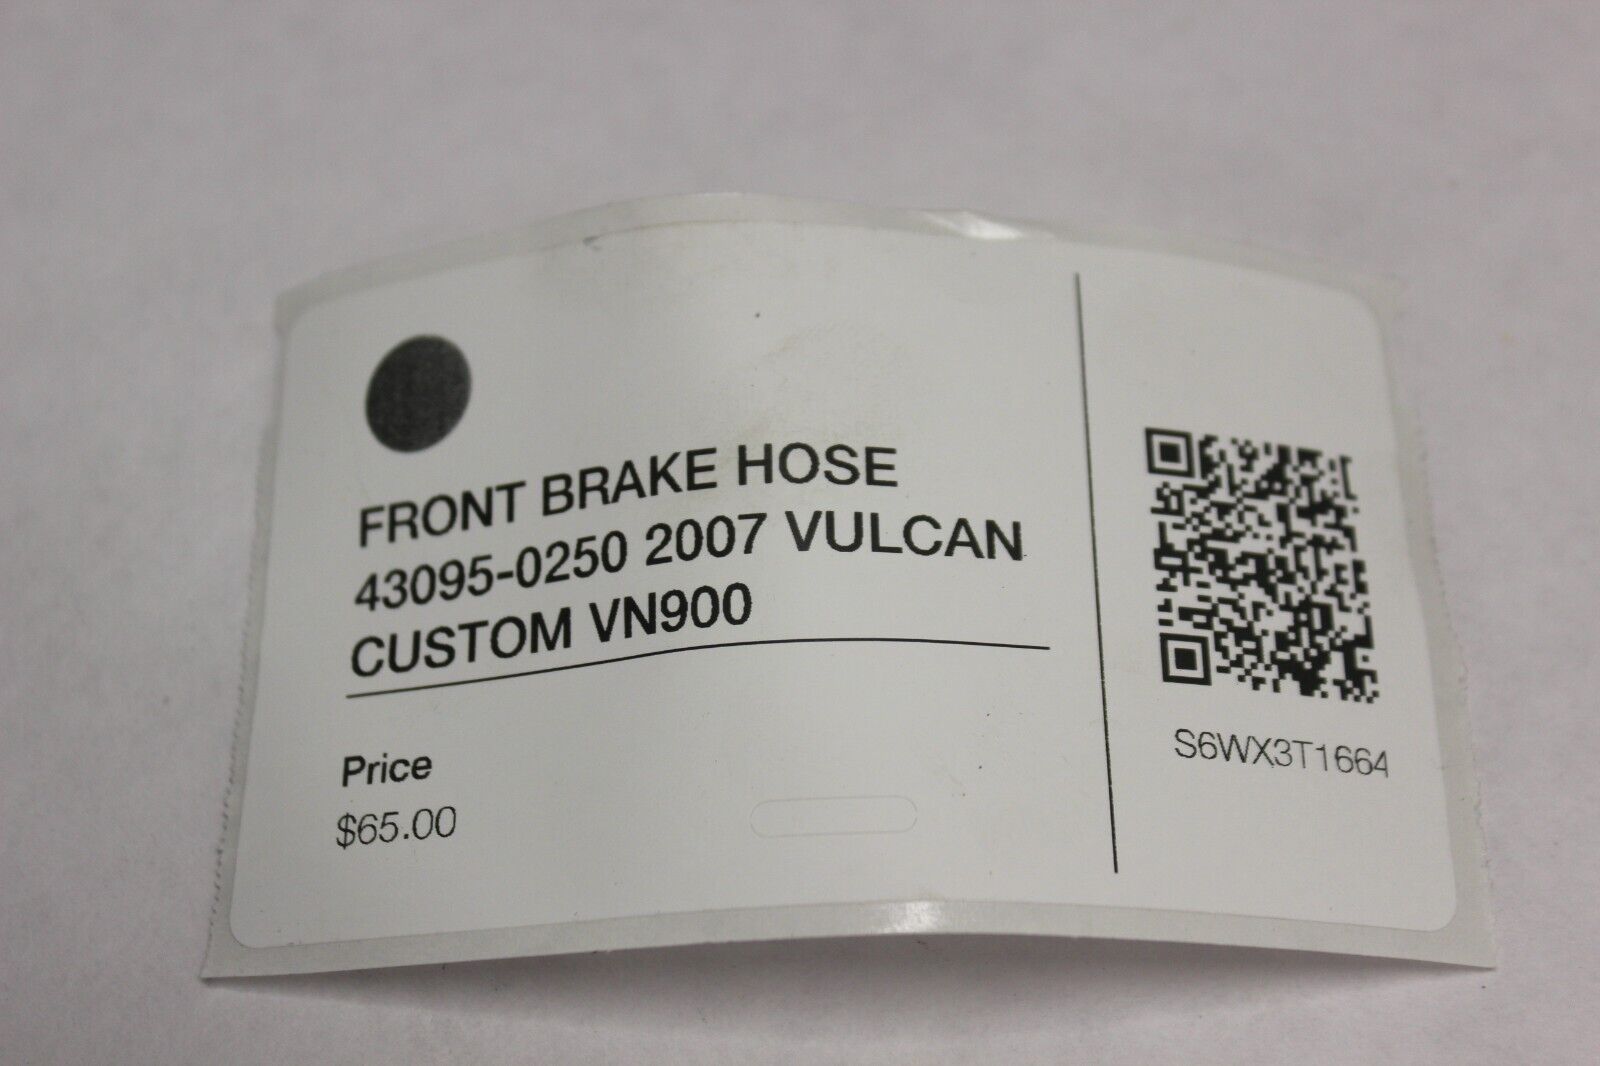 FRONT BRAKE HOSE
43095-0250 2007 VULCAN
CUSTOM VN900
Price
$65.00
S6WX3T1664